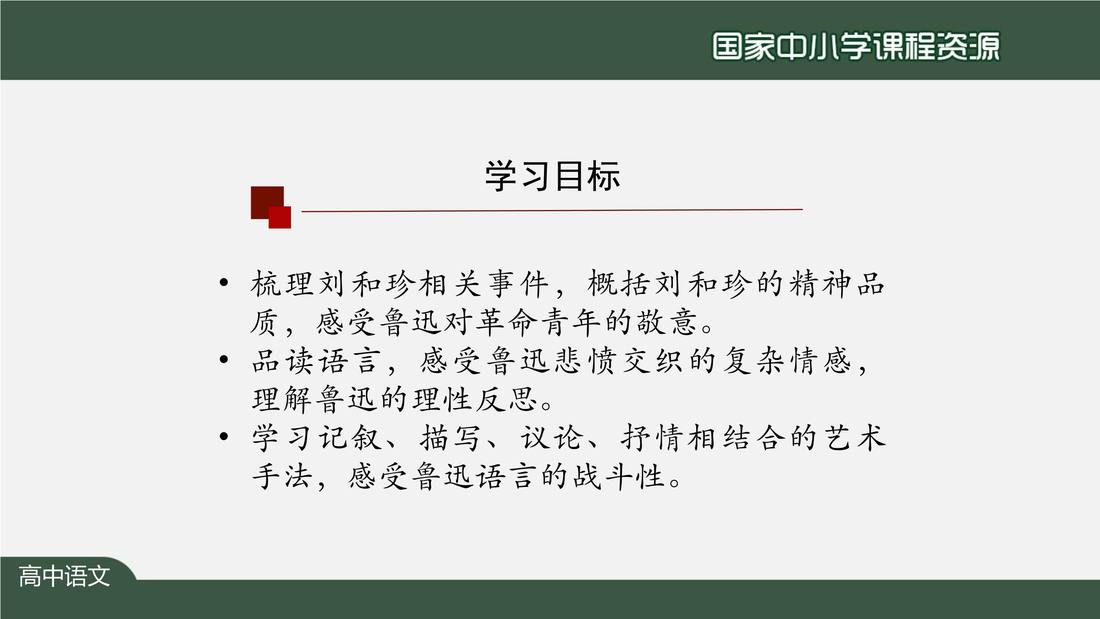 国家中小学课程资源
学习目标
• 梳理刘和珍相关事件，概括刘和珍的精神品
质，感受鲁迅对革命青年的敬意。
• 品读语言，感受鲁迅悲愤交织的复杂情感，
理解鲁迅的理性反思。
• 学习记叙、描写、议论、抒情相结合的艺术
手法，感受鲁迅语言的战斗性。
高中语文